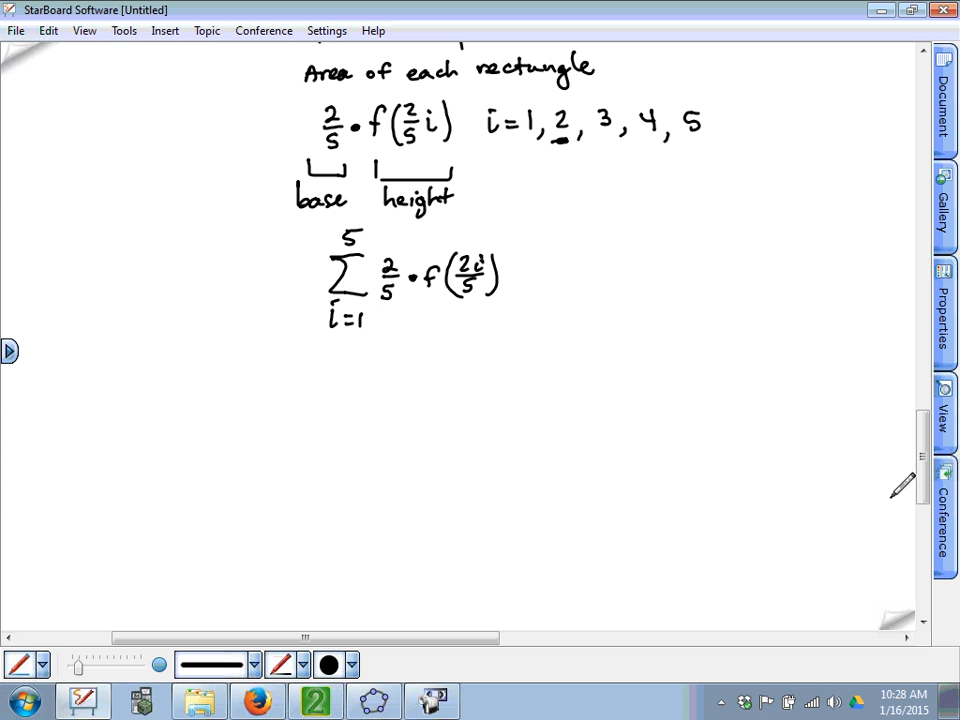 StarBoard Software [Untitled]
File Edit View Tools Insert Topic Conference Settings Help
Area of each rectangle
2/5 • f(2/5 i) i = 1, 2, 3, 4, 5
base height
5
∑ 2/5 • f(2i/5)
i = 1
Document
Gallery
Properties
View
Conference
2
10:28 AM
1/16/2015